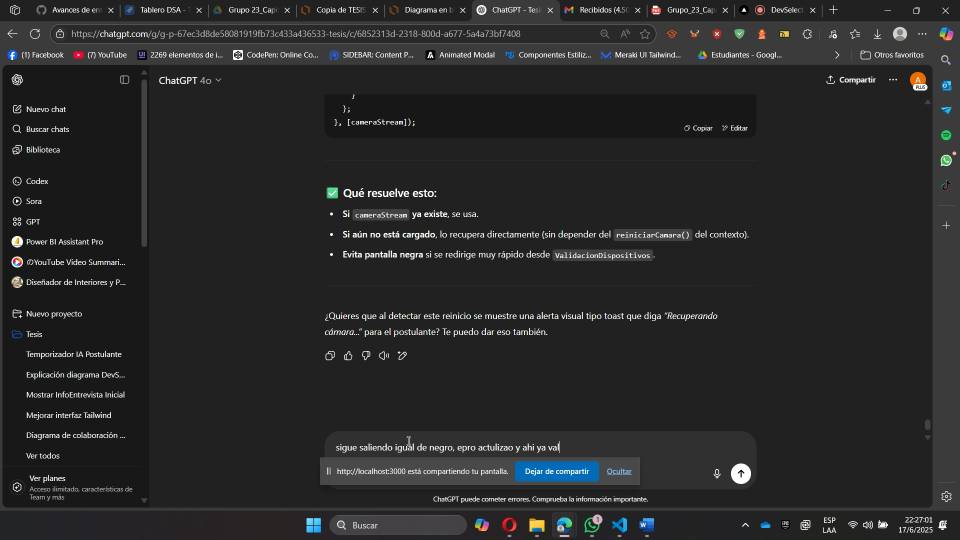 Avances de en
Tablero DSA - T
Grupo 23_Cap
Copia de TESIS
Diagrama en b
ChatGPT - Tesi
Recibidos (4.50
Grupo_23_Cap
DevSelect
https://chatgpt.com/g/g-p-67ec3d8de58081919fb73c433a436533-tesis/c/6852313d-2318-800d-a677-5a4a73bf7408
(1) Facebook
(7) YouTube
2269 elementos de i...
CodePen: Online Co...
SIDEBAR: COMO P...
Animated Modal
Componentes Estiliz...
Meraki UI Tailwind...
Estudiantes - Googl...
Otros favoritos
ChatGPT 4o
Compartir
A
PLUS
Nuevo chat
Buscar chats
Biblioteca
Codex
Sora
GPT
Power BI Assistant Pro
YouTube Video Summari...
Diseñador de Interiores y P...
Nuevo proyecto
Tesis
Temporizador IA Postulante
Explicación diagrama DevS...
Mostrar InfoEntrevista Inicial
Mejorar interfaz Tailwind
Diagrama de colaboración ...
Ver todos
Ver planes
Acceso ilimitado, características de
Team y más
}
};
}, [cameraStream]);
Copiar
Editar
✅ Qué resuelve esto:
• Si cameraStream ya existe, se usa.
• Si aún no está cargado, lo recupera directamente (sin depender del reiniciarCamara() del contexto).
• Evita pantalla negra si se redirige muy rápido desde ValidacionDispositivos.
¿Quieres que al detectar este reinicio se muestre una alerta visual tipo toast que diga “Recuperando
cámara...” para el postulante? Te puedo dar eso también.
sigue saliendo igual de negro, epro actulizao y ahi ya val
http://localhost:3000 está compartiendo tu pantalla.
Dejar de compartir
Ocultar
ChatGPT puede cometer errores. Comprueba la información importante.
Buscar
1
ESP
LAA
22:27:01
17/6/2025